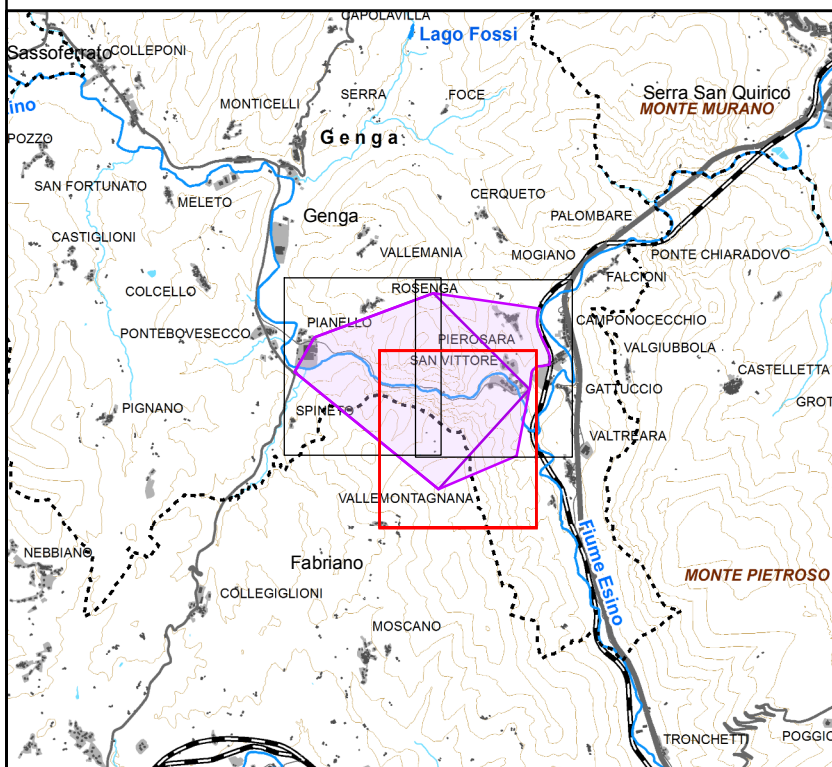 CAPOLAVILLA
Lago Fossi
Sassoferrato
COLLEPONI
SERRA
FOCE
Serra San Quirico
MONTE MURANO
ino
MONTICELLI
Genga
POZZO
SAN FORTUNATO
MELETO
CERQUETO
PALOMBARE
Genga
CASTIGLIONI
VALLEMANIA
MOGIANO
PONTE CHIARADOVO
FALCIONI
COLCELLO
ROSENGA
PIANELLO
CAMPONOCECCHIO
PONTEBOVESECCO
PIEROSARA
VALGIUBBOLA
SAN VITTORE
CASTELLETTA
GATTUCCIO
GROT
PIGNANO
SPINETO
VALTREARA
VALLEMONTAGNANA
NEBBIANO
Fabriano
Fiume Esino
MONTE PIETROSO
COLLEGIGLIONI
MOSCANO
TRONCHETTI
POGGIO